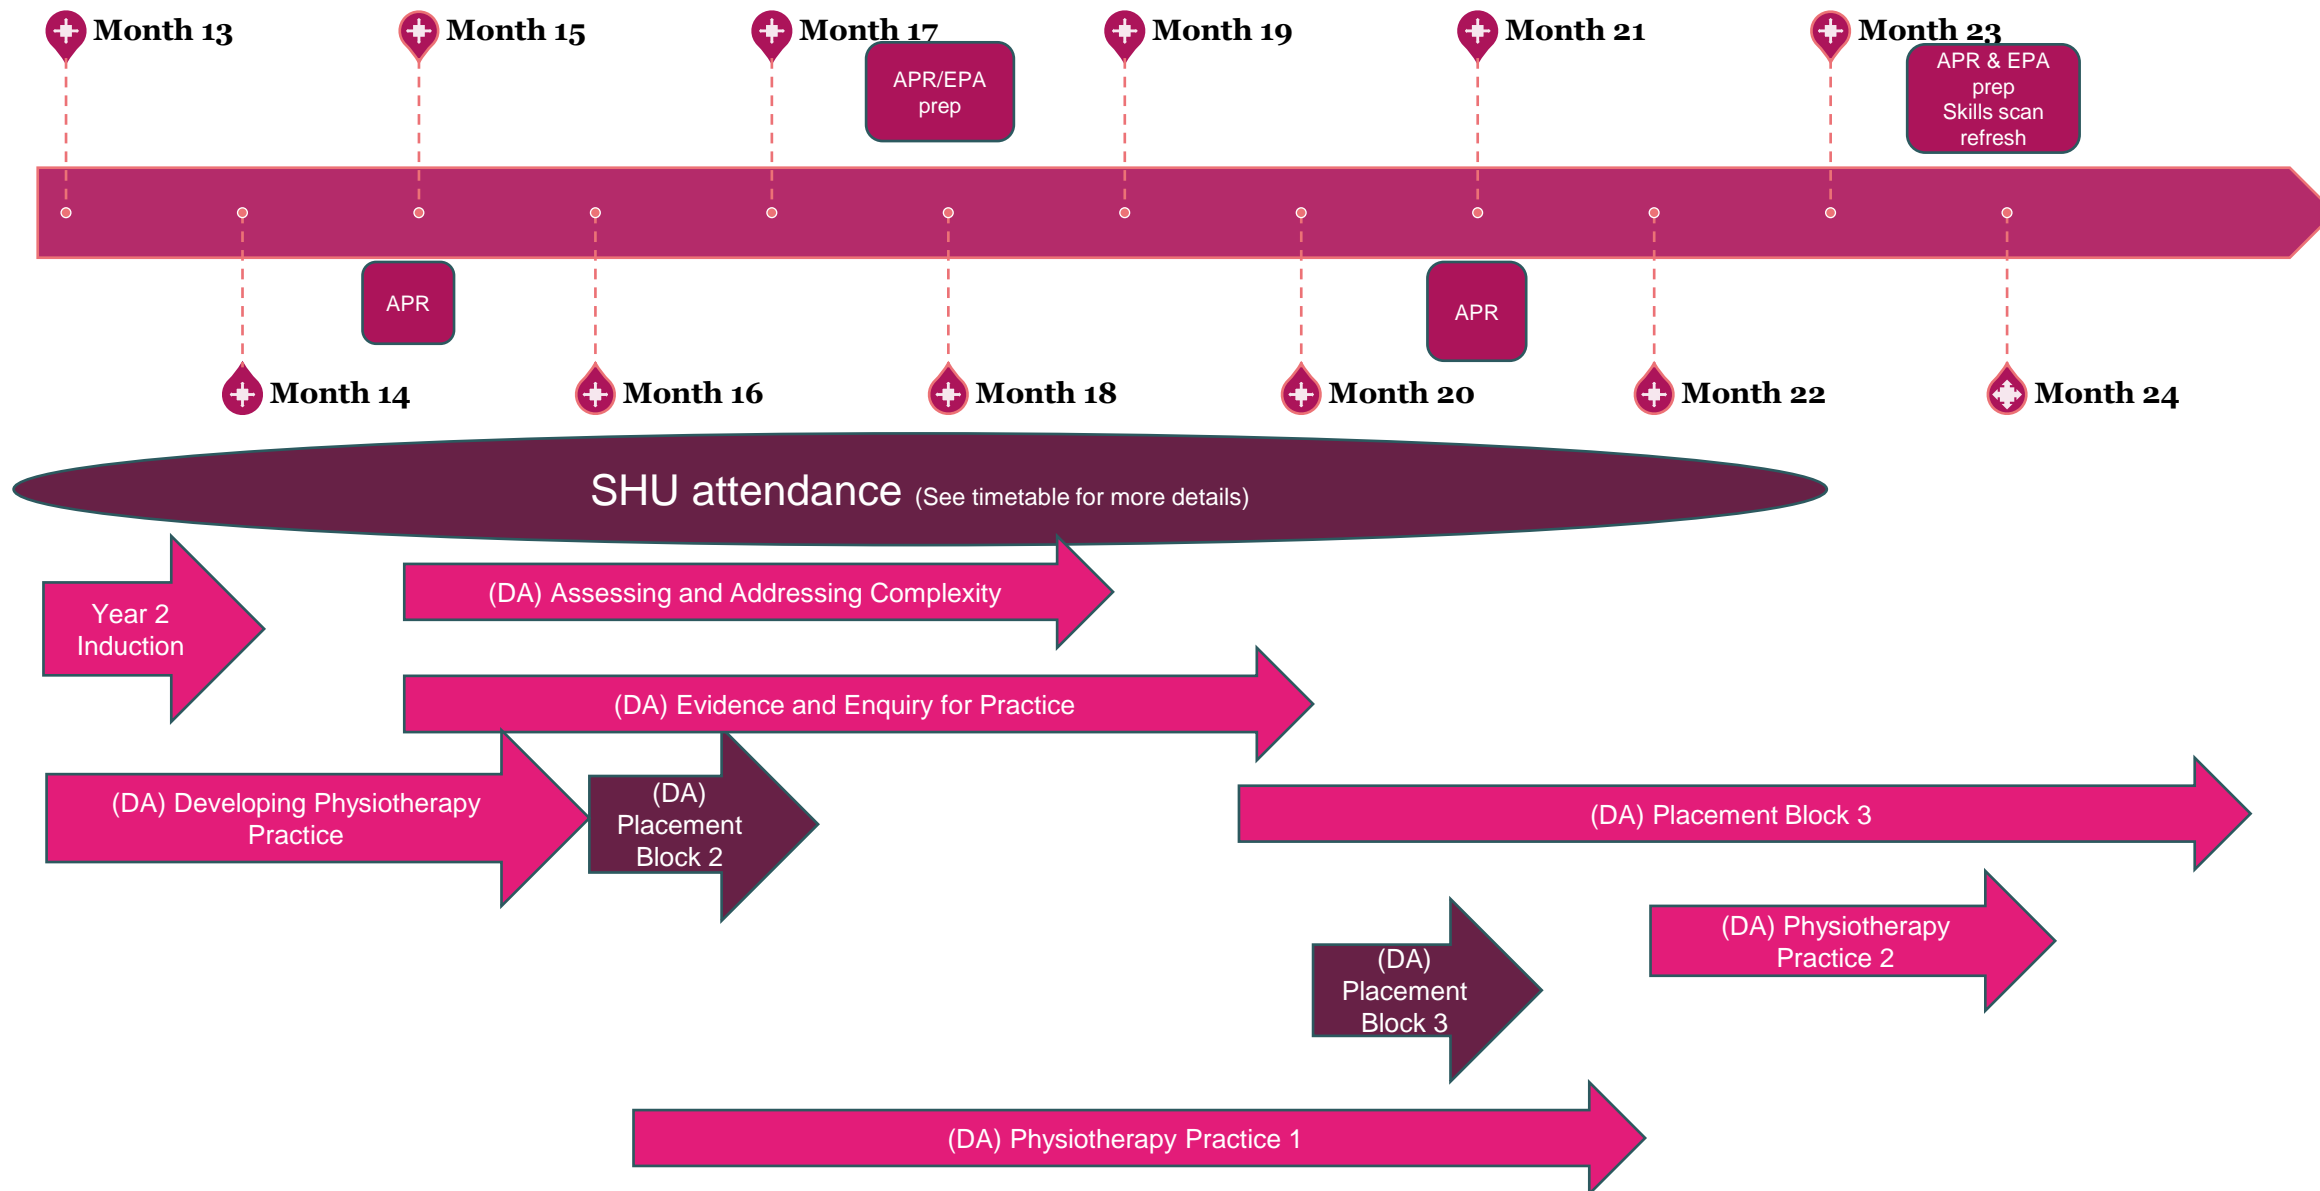 Month 13
Month 15
Month 17
Month 19
Month 21
Month 23
APR/EPA
prep
APR & EPA
prep
Skills scan
refresh
APR
APR
Month 14
Month 16
Month 18
Month 20
Month 22
Month 24
SHU attendance (See timetable for more details)
Year 2
Induction
(DA) Assessing and Addressing Complexity
(DA) Evidence and Enquiry for Practice
(DA) Developing Physiotherapy
Practice
(DA)
Placement
Block 2
(DA) Placement Block 3
(DA) Physiotherapy
Practice 2
(DA)
Placement
Block 3
(DA) Physiotherapy Practice 1